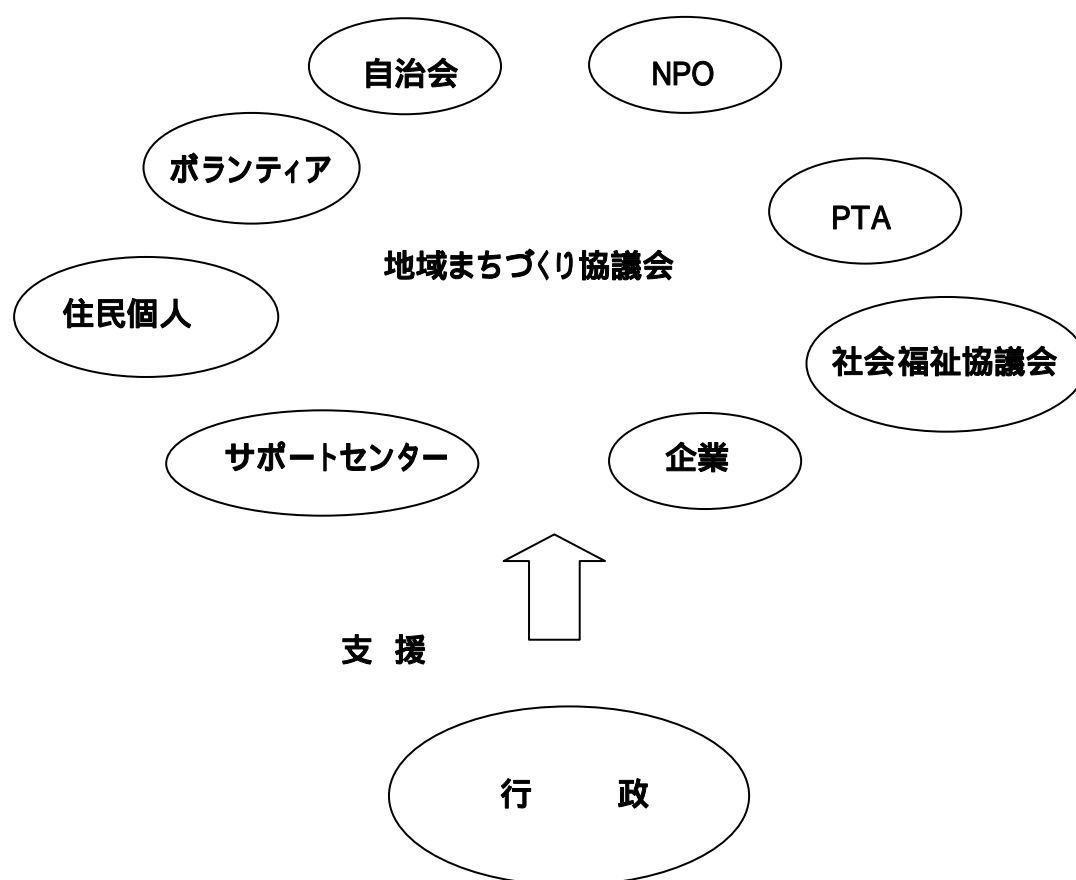 自治会
NPO
ボランティア
PTA
地域まちづくり協議会
住民個人
社会福祉協議会
サポートセンター
企業
支 援
行 政